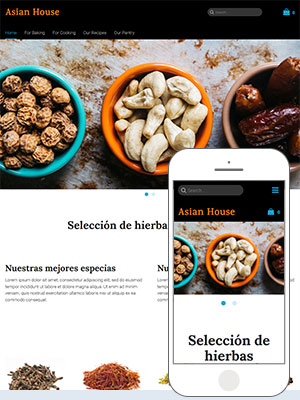 Asian House
Search...
0
Home For Baking For Cooking Our Recipes Our Pantry
Selección de hierba
Nuestras mejores especias
Lorem ipsum dolor sit amet, consectetur
adipiscing elit, sed do eiusmod
tempor incididunt ut labore et dolore magna aliqua. Ut enim ad minim
veniam, quis nostrud exercitation ullamco laboris nisi ut aliquip ex ea
commodo consequat.
Search...
Asian House
0
Selección de
hierbas